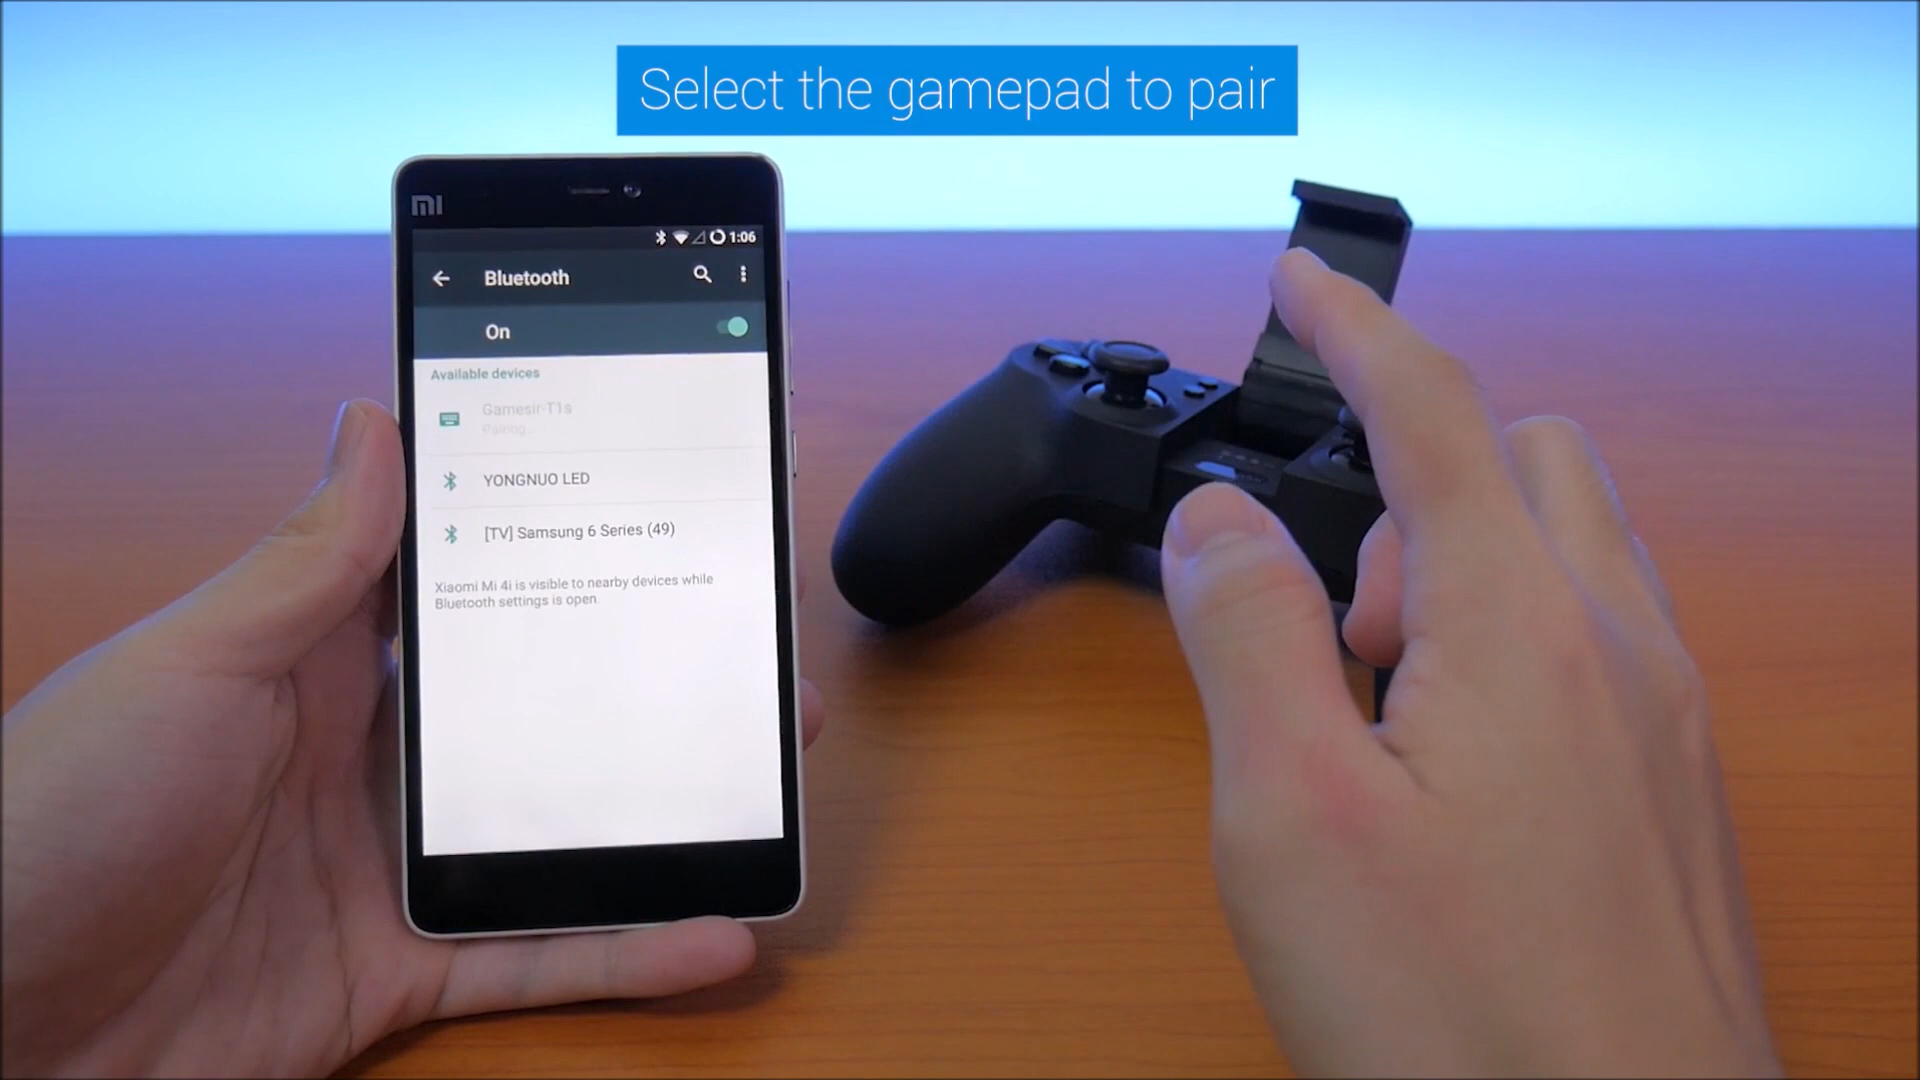 Select the gamepad to pair
mi
1:06
Bluetooth
On
Available devices
Gamesir-T1s
Pairing...
YONGNUO LED
[TV] Samsung 6 Series (49)
Xiaomi Mi 4i is visible to nearby devices while
Bluetooth settings is open.